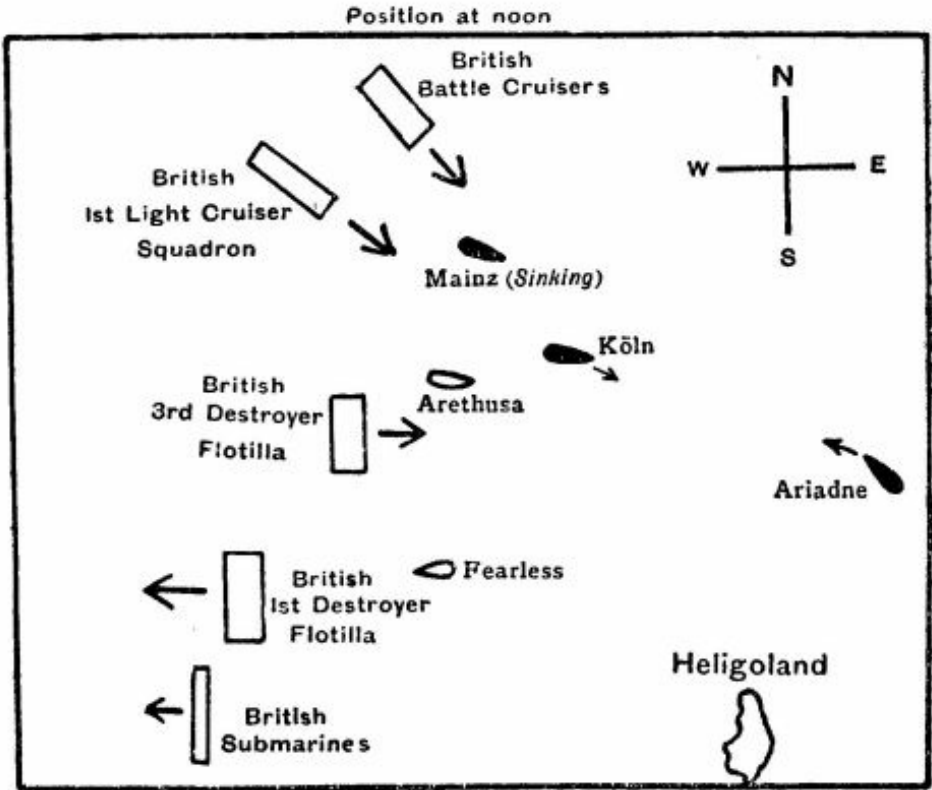 Position at noon
British
Battle Cruisers
N
W
E
S
British
1st Light Cruiser
Squadron
Mainz (Sinking)
Köln
British
3rd Destroyer
Flotilla
Arethusa
Ariadne
British
1st Destroyer
Flotilla
Fearless
Heligoland
British
Submarines